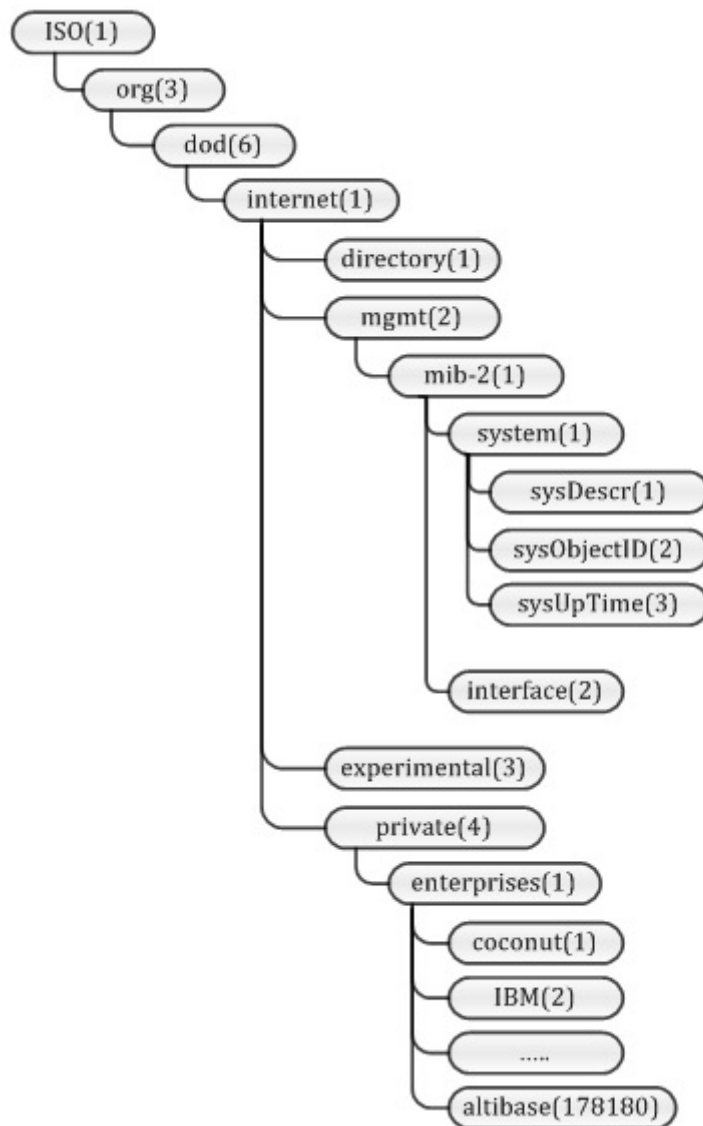 ISO(1)
org(3)
dod(6)
internet(1)
directory(1)
mgmt(2)
mib-2(1)
system(1)
sysDescr(1)
sysObjectID(2)
sysUpTime(3)
interface(2)
experimental(3)
private(4)
enterprises(1)
coconut(1)
IBM(2)
.....
altibase(178180)